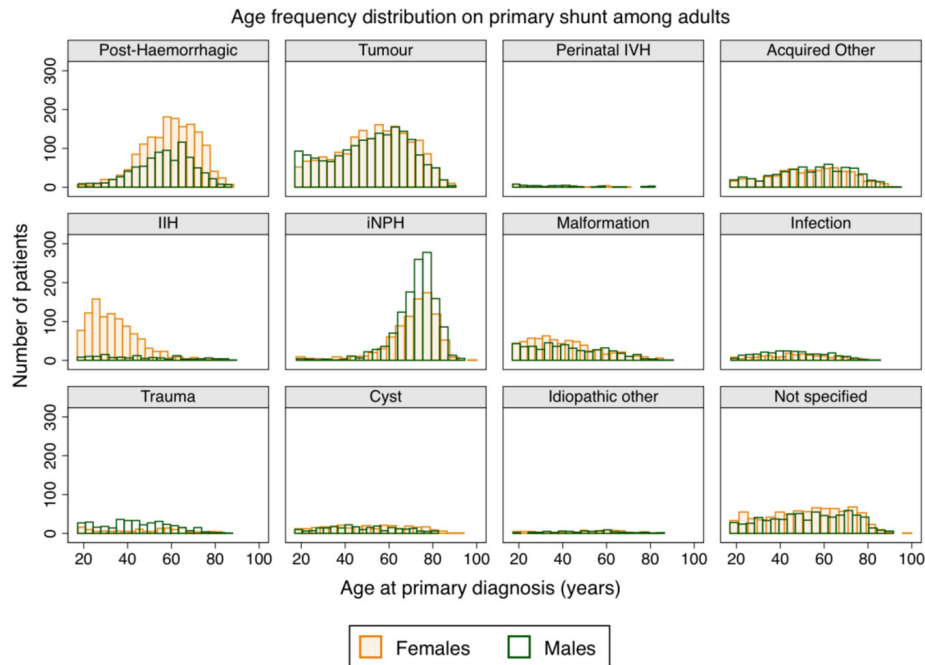 Age frequency distribution on primary shunt among adults
Post-Haemorrhagic Tumour Perinatal IVH Acquired Other
300
200
100
0
IIH iNPH Malformation Infection
300
200
100
0
Trauma Cyst Idiopathic other Not specified
300
200
100
0
Number of patients
20 40 60 80 100 20 40 60 80 100 20 40 60 80 100 20 40 60 80 100
Age at primary diagnosis (years)
Females Males